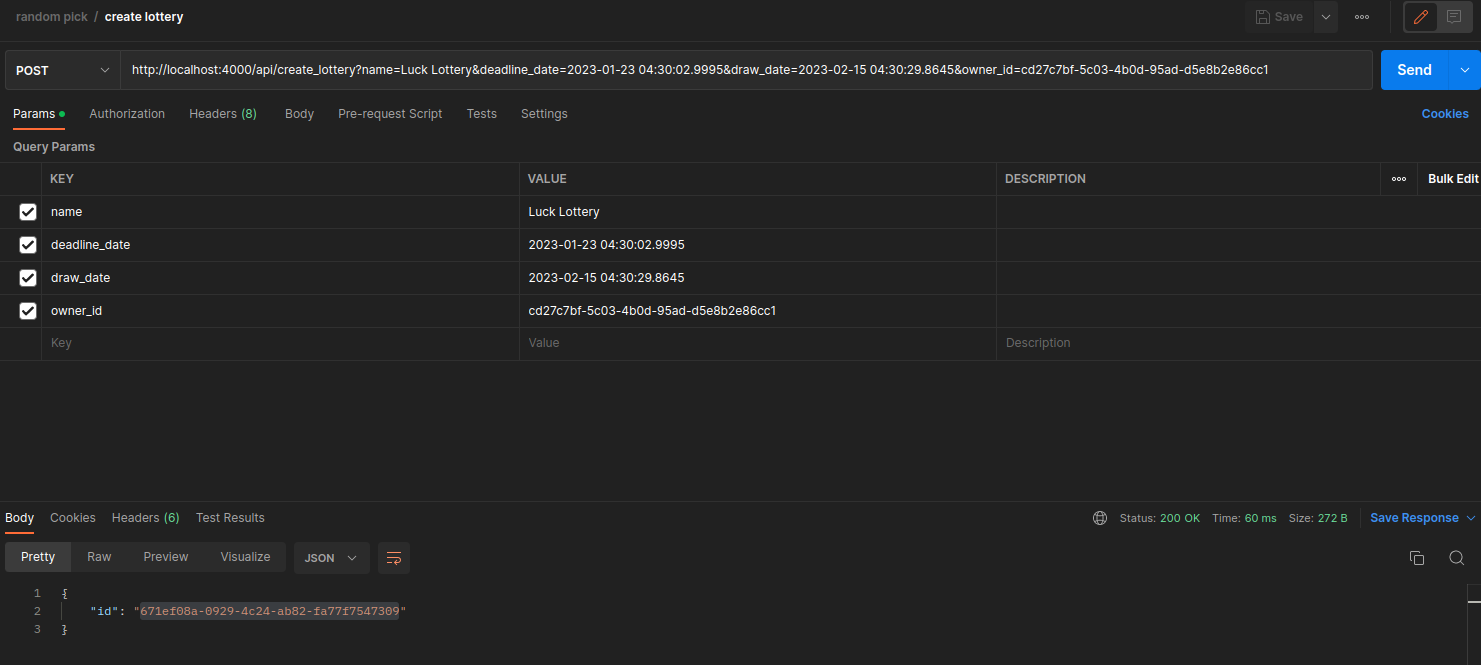 random pick / create lottery
Save
POST
http://localhost:4000/api/create_lottery?name=Luck Lottery&deadline_date=2023-01-23 04:30:02.9995&draw_date=2023-02-15 04:30:29.8645&owner_id=cd27c7bf-5c03-4b0d-95ad-d5e8b2e86cc1
Send
Params Authorization Headers (8) Body Pre-request Script Tests Settings Cookies
Query Params
KEY VALUE DESCRIPTION Bulk Edit
name Luck Lottery
deadline_date 2023-01-23 04:30:02.9995
draw_date 2023-02-15 04:30:29.8645
owner_id cd27c7bf-5c03-4b0d-95ad-d5e8b2e86cc1
Key Value Description
Body Cookies Headers (6) Test Results Status: 200 OK Time: 60 ms Size: 272 B Save Response
Pretty Raw Preview Visualize JSON
1 {
2 "id": "671ef08a-0929-4c24-ab82-fa77f7547309"
3 }